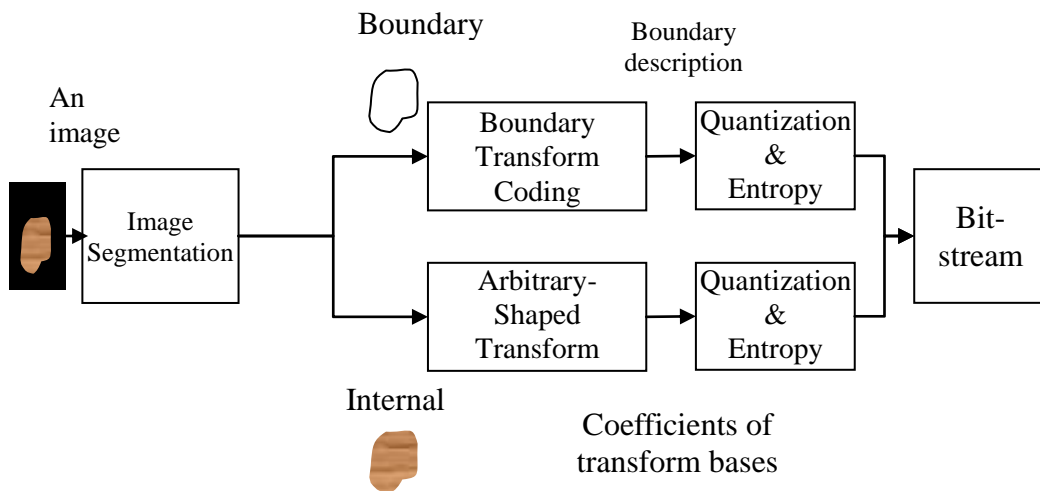 Boundary
Boundary
description
An
image
Boundary
Transform
Coding
Quantization
&
Entropy
Image
Segmentation
Bit-
stream
Arbitrary-
Shaped
Transform
Quantization
&
Entropy
Internal
Coefficients of
transform bases